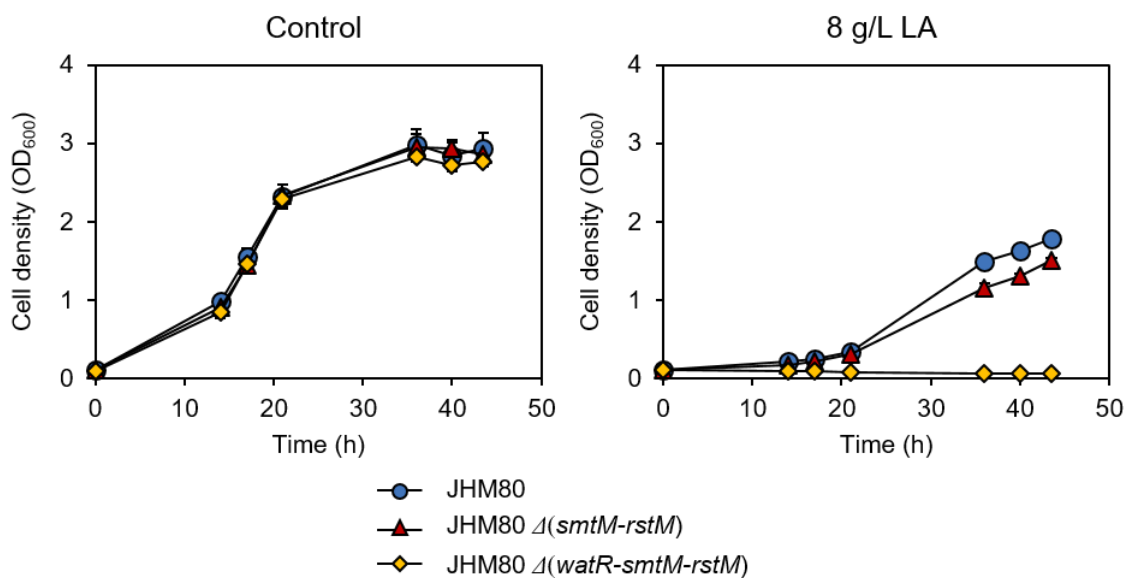 Control
4
3
2
1
0
0
10
20
30
40
50
Cell density (OD600)
Time (h)
8 g/L LA
4
3
2
1
0
0
10
20
30
40
50
Cell density (OD600)
Time (h)
JHM80
JHM80 Δ(smtM-rstM)
JHM80 Δ(watR-smtM-rstM)